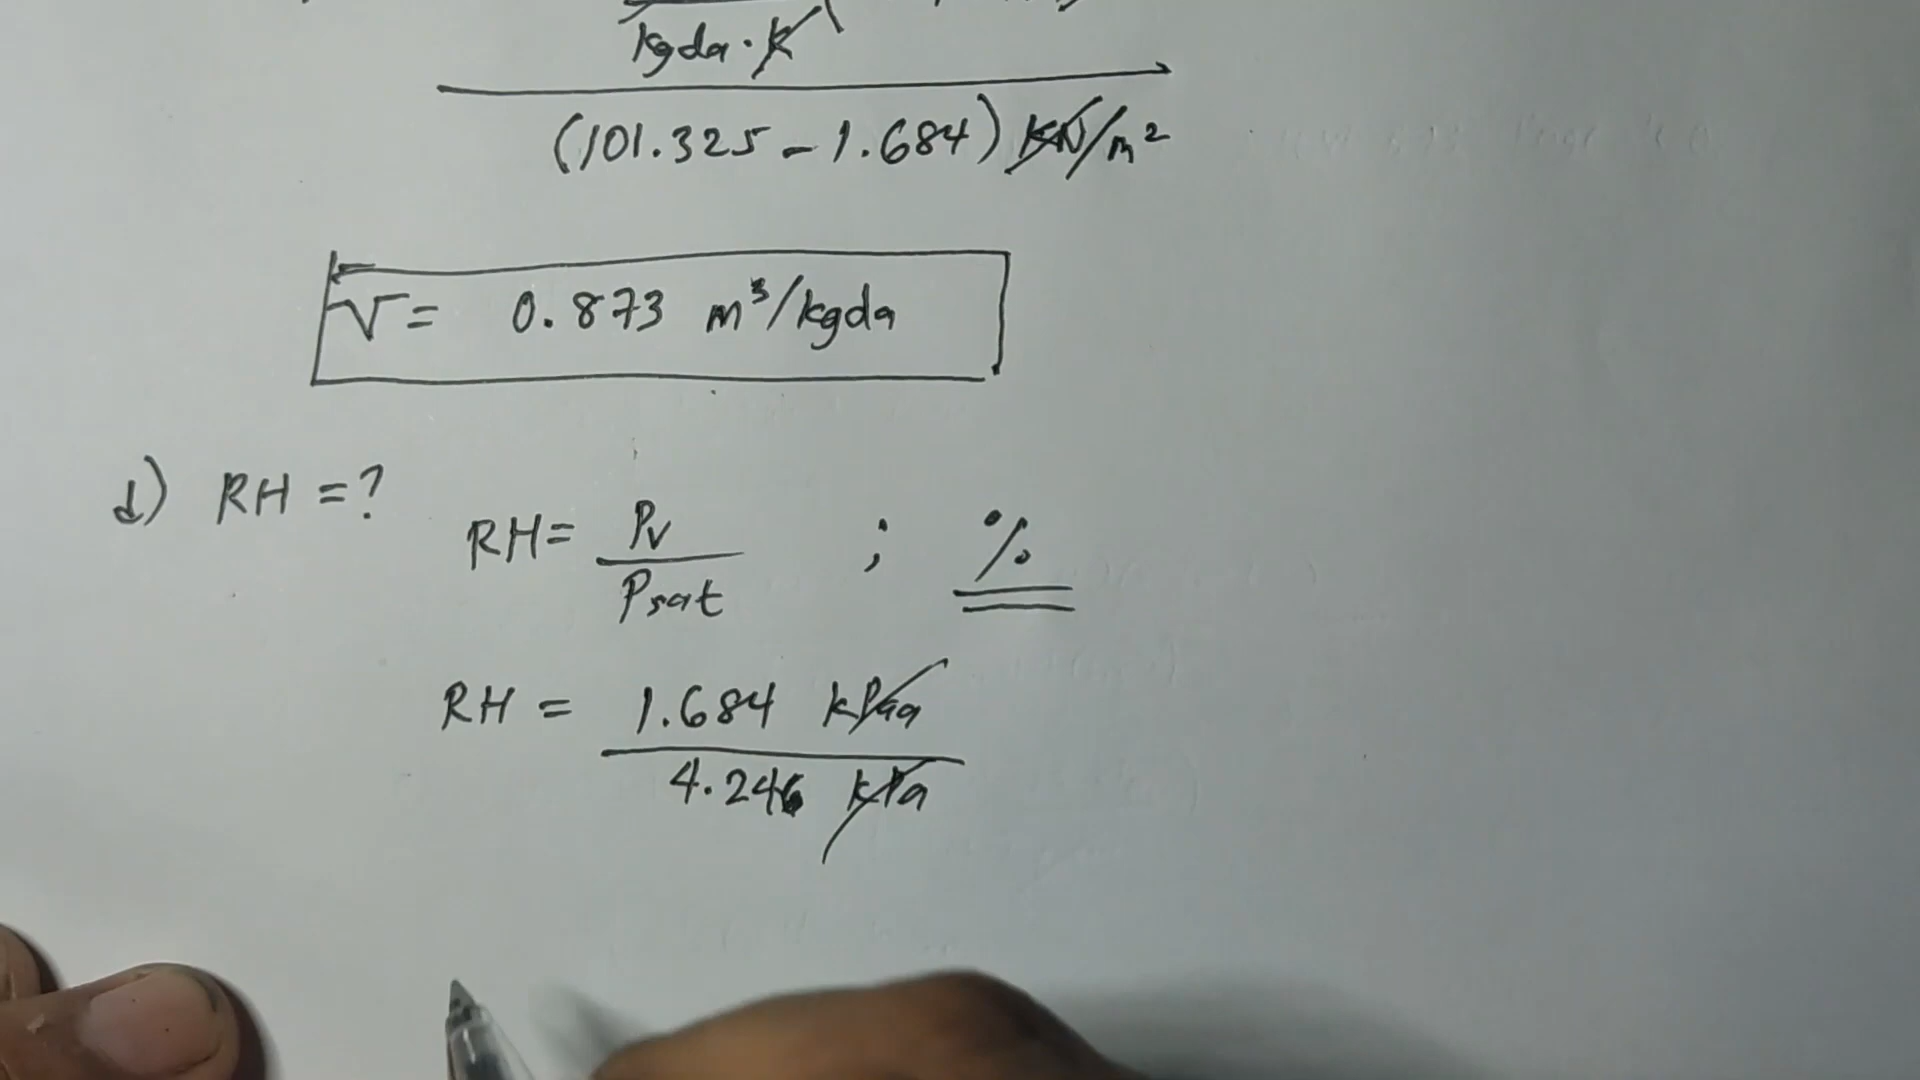 kgda · K
(101.325 - 1.684) KN/m²
V = 0.873 m³/kgda
d) RH = ?
RH = Pv / Psat ; %
RH = 1.684 kPaa / 4.246 kPa